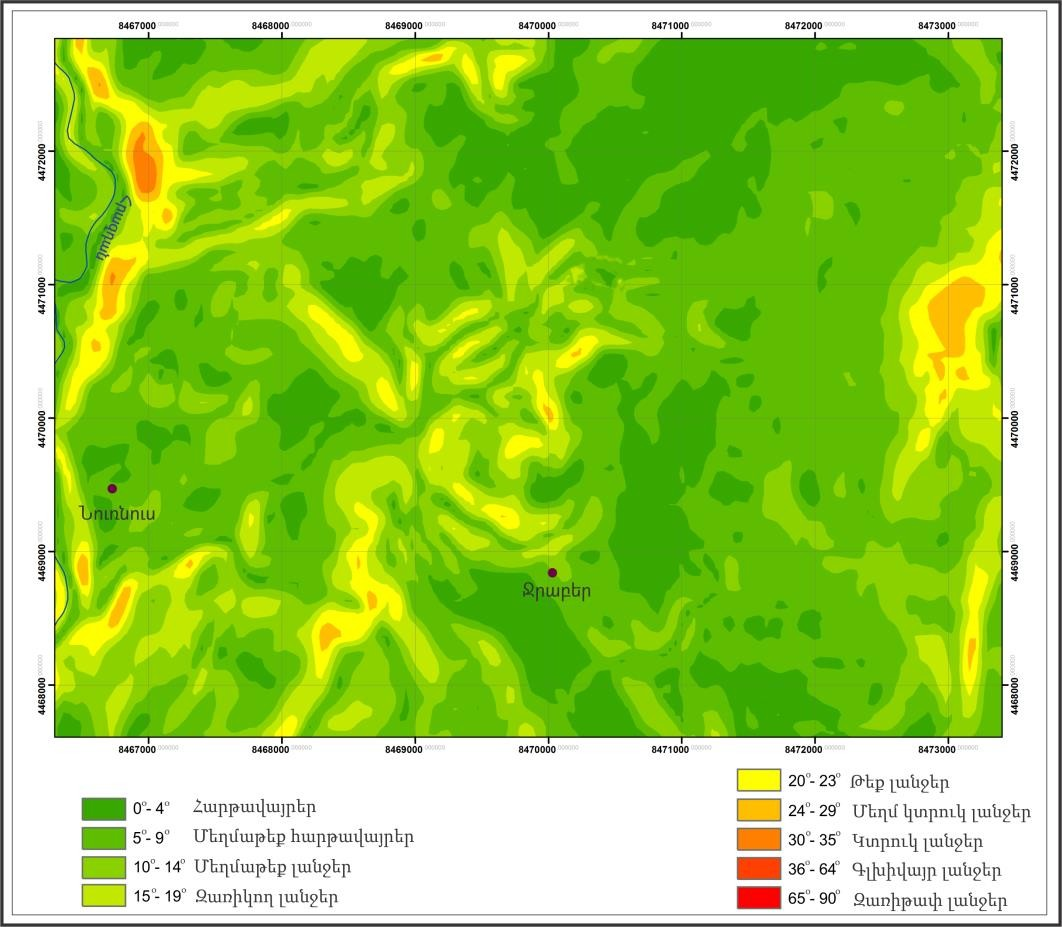 8467000 8468000 8469000 8470000 8471000 8472000 8473000
4472000
4472000
4471000
4471000
4470000
4470000
4469000
4469000
4468000
4468000
Նուռնուս
Ջրաբեր
8467000 8468000 8469000 8470000 8471000 8472000 8473000
0°- 4° Հարթավայրեր
5°- 9° Մեղմաթեք հարթավայրեր
10°- 14° Մեղմաթեք լանջեր
15°- 19° Զառիկող լանջեր
20°- 23° Թեք լանջեր
24°- 29° Մեղմ կտրուկ լանջեր
30°- 35° Կտրուկ լանջեր
36°- 64° Գլխիվայր լանջեր
65°- 90° Զառիթափ լանջեր